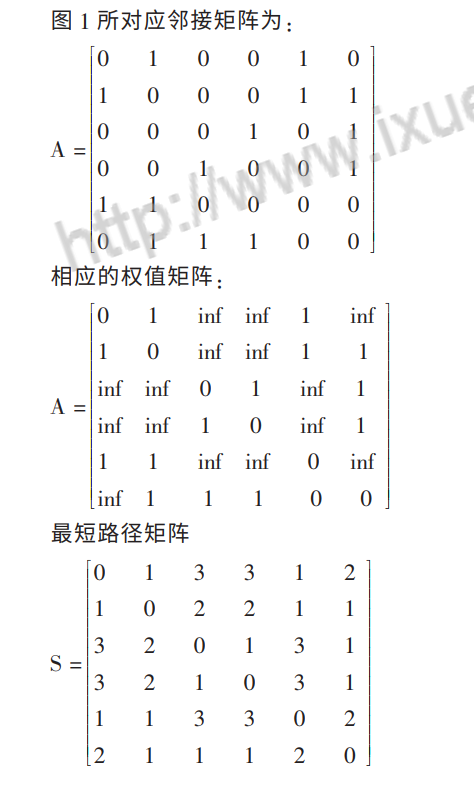 图 1 所对应邻接矩阵为:
0 1 0 0 1 0
1 0 0 0 1 1
0 0 0 1 0 1
A = 0 0 1 0 0 1
1 1 0 0 0 0
0 1 1 1 0 0
http://www.ixue
相应的权值矩阵:
0 1 inf inf 1 inf
1 0 inf inf 1 1
inf inf 0 1 inf 1
A = inf inf 1 0 inf 1
1 1 inf inf 0 inf
inf 1 1 1 0 0
最短路径矩阵
0 1 3 3 1 2
1 0 2 2 1 1
3 2 0 1 3 1
S = 3 2 1 0 3 1
1 1 3 3 0 2
2 1 1 1 2 0